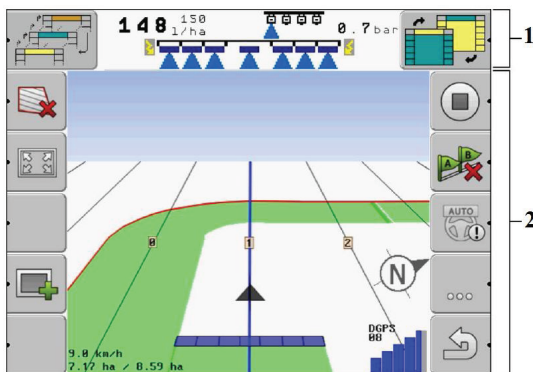 148 150 l/ha
0.7 bar
1
A B
AUTO
2
0 1 2
N
DGPS
08
9.0 km/h
7.17 ha / 8.59 ha